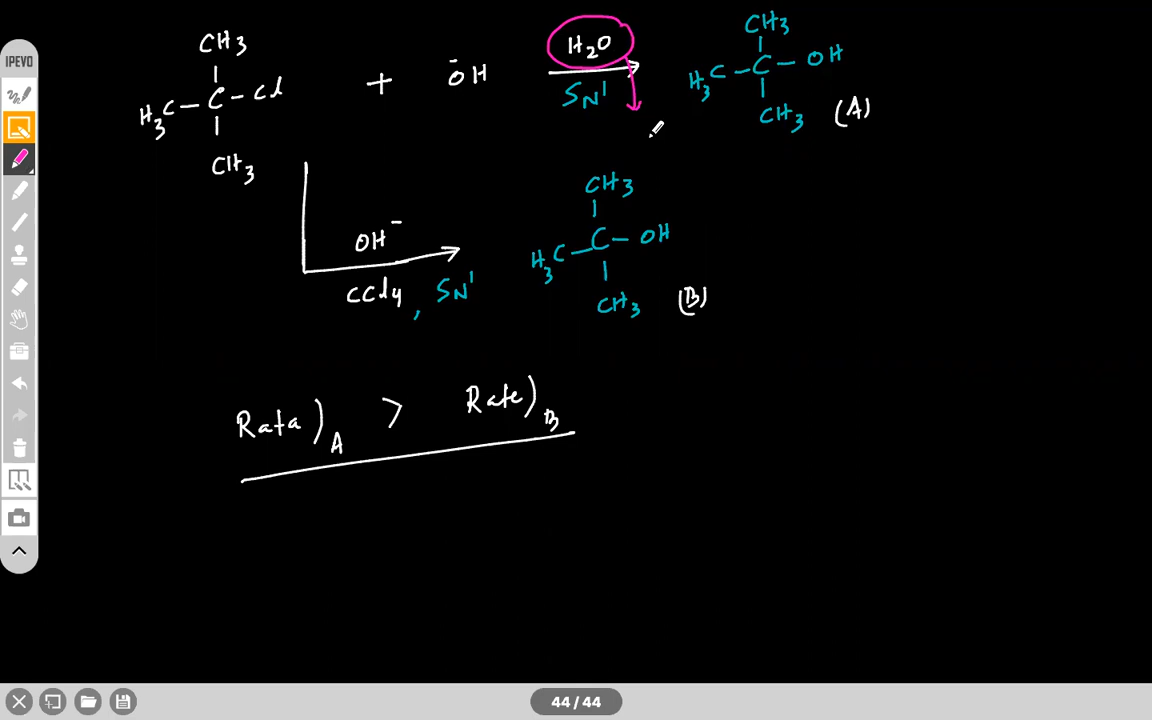 IPEVO
CH3
H3C - C - Cl + ŌH H2O SN1
CH3
CH3
H3C - C - OH
CH3 (A)
OH⁻
CCl4, SN1
CH3
H3C - C - OH
CH3 (B)
Rata)A > Rate)B
44 / 44